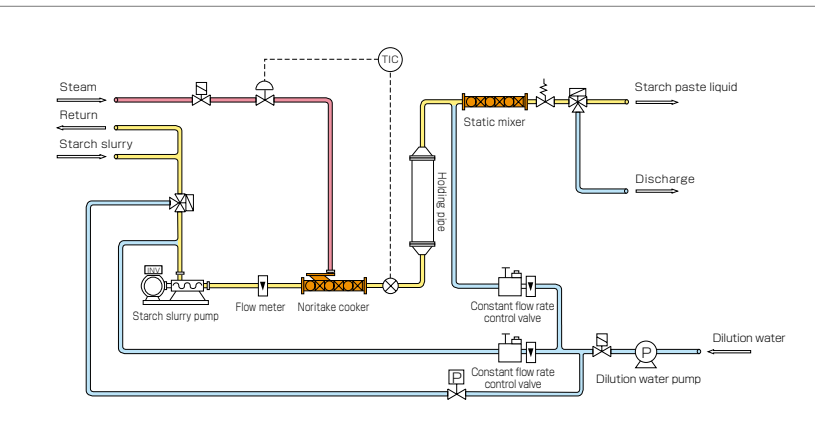 TIC
Steam
Starch paste liquid
Return
Static mixer
Starch slurry
Discharge
Holding pipe
INV
Flow meter
Noritake cooker
Starch slurry pump
Constant flow rate
control valve
Dilution water
P
Constant flow rate
control valve
Dilution water pump
P